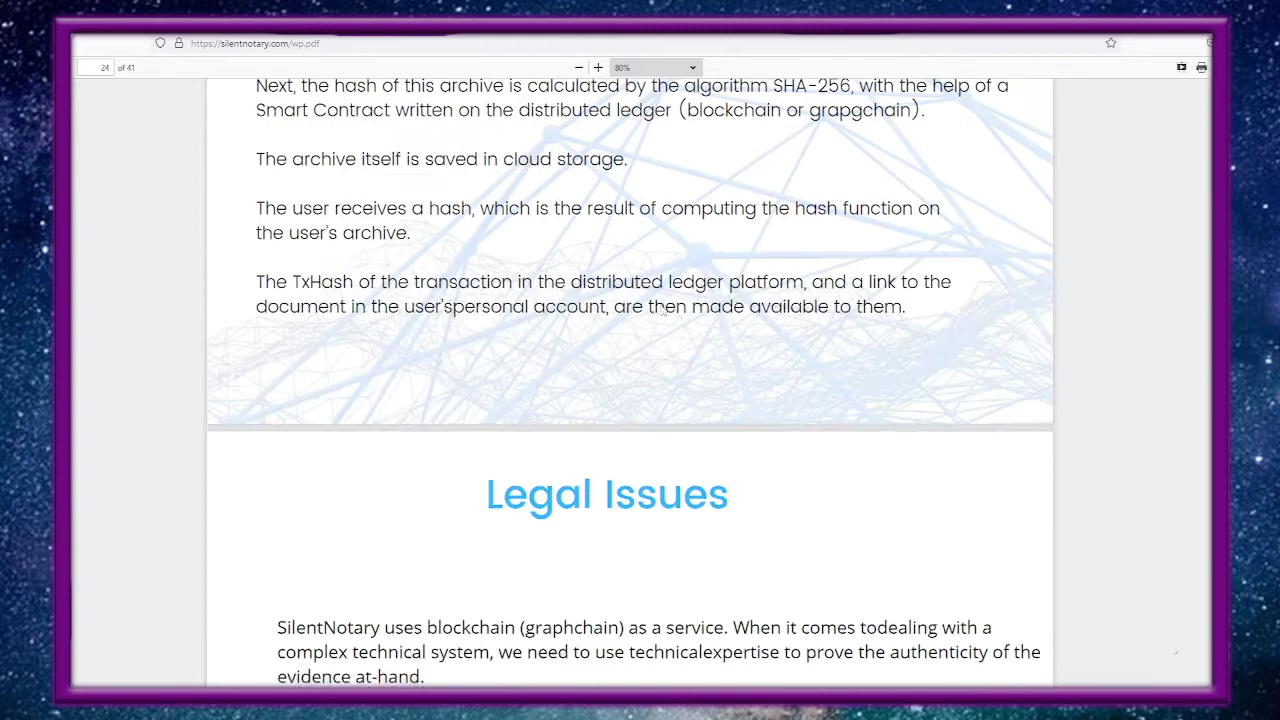 https://silentnotary.com/wp.pdf
24 of 41
80%
Next, the hash of this archive is calculated by the algorithm SHA-256, with the help of a
Smart Contract written on the distributed ledger (blockchain or grapgchain).
The archive itself is saved in cloud storage.
The user receives a hash, which is the result of computing the hash function on
the user's archive.
The TxHash of the transaction in the distributed ledger platform, and a link to the
document in the user'spersonal account, are then made available to them.
Legal Issues
SilentNotary uses blockchain (graphchain) as a service. When it comes todealing with a
complex technical system, we need to use technicalexpertise to prove the authenticity of the
evidence at-hand.